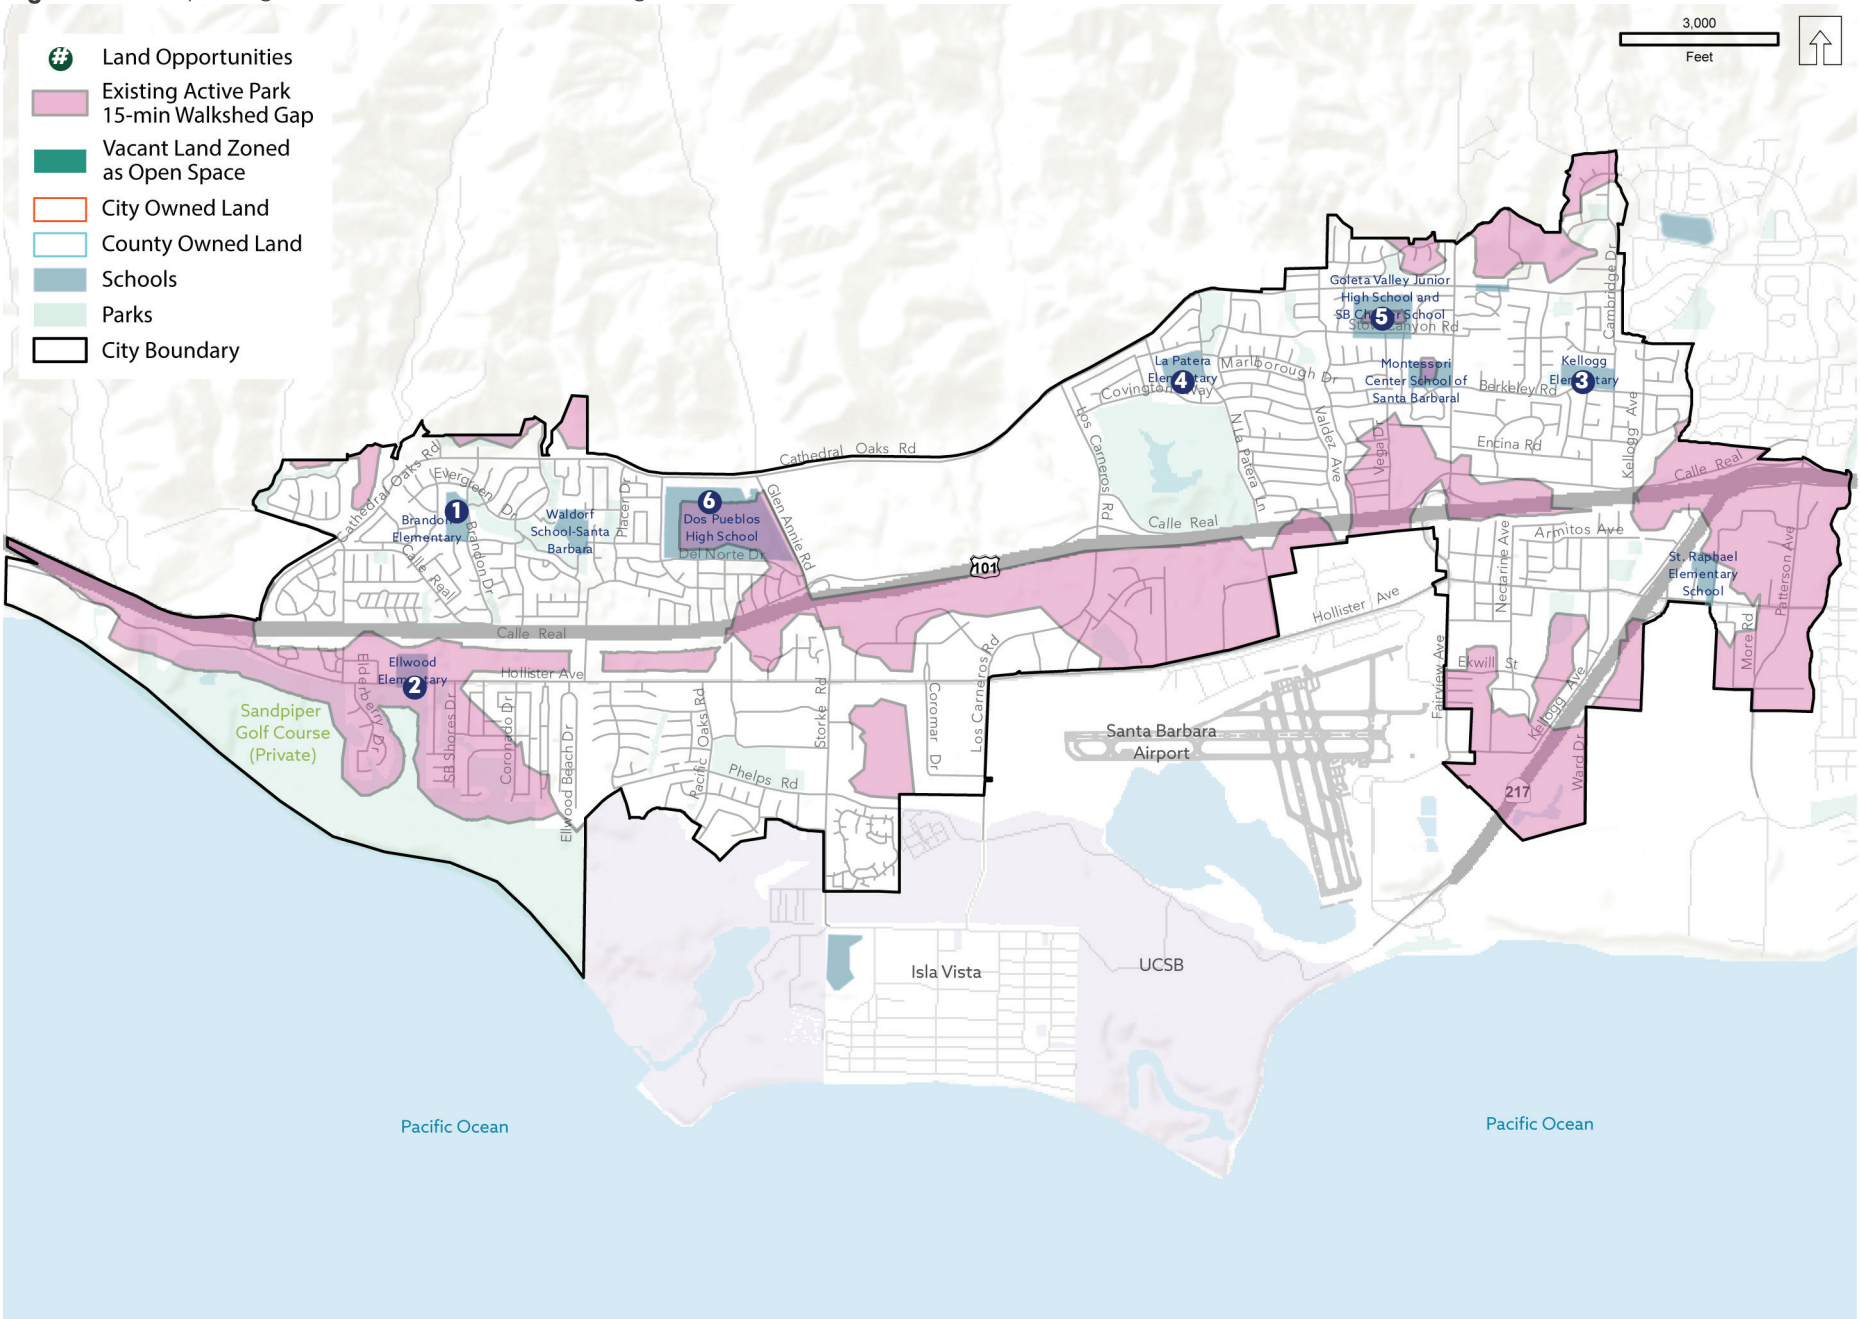 3,000
Feet
#
Land Opportunities
Existing Active Park
15-min Walkshed Gap
Vacant Land Zoned
as Open Space
City Owned Land
County Owned Land
Schools
Parks
City Boundary
Goleta Valley Junior
High School and
5
Cambridge Dr
La Patera
4
Covington Way
Marlborough Dr
Montessori
Center School of
Santa Barbaral
Kellogg
3
Berkeley Rd
Encina Rd
Kellogg Ave
Vega Dr
Valdez Ave
N La Patera Ln
Los Carneros Rd
Calle Real
Calle Real
Cathedral Oaks Rd
Cathedral Oaks Rd
Evergreen Dr
1
Brandon
Elementary
Brandon Dr
Calle Real
Waldorf
School-Santa
Barbara
Placer Dr
6
Dos Pueblos
High School
Del Norte Dr
Glen Annie Rd
101
Armitos Ave
Nectarine Ave
St. Raphael
Elementary
School
Patterson Ave
More Rd
Calle Real
Hollister Ave
Hollister Ave
Fairview Ave
Ekwill St
Kellogg Ave
Ward Dr
217
Ellwood
2
Elderberry Dr
SB Shores Dr
Coronado Dr
Ellwood Beach Dr
Pacific Oaks Rd
Phelps Rd
Storke Rd
Coromar Dr
Los Carneros Rd
Sandpiper
Golf Course
(Private)
Santa Barbara
Airport
Isla Vista
UCSB
Pacific Ocean
Pacific Ocean